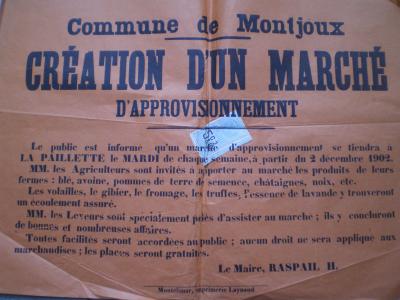 Commune de Montjoux
CRÉATION D'UN MARCHÉ
D'APPROVISIONNEMENT
Le public est informe qu'un marché d'approvisionnement se tiendra à
LA PAILLETTE le MARDI de chaque semaine, à partir du 2 décembre 1902.
MM. les Agriculteurs sont invités à apporter au marché les produits de leurs
fermes : blé, avoine, pommes de terre de semence, châtaignes, noix, etc.
Les volailles, le gibier, le fromage, les truffes, l'essence de lavande y trouveront
un écoulement assuré.
MM. les Leveurs sont spécialement priés d'assister au marché ; ils y concluront
de bonnes et nombreuses affaires.
Toutes facilités seront accordées au public ; aucun droit ne sera appliqué aux
marchandises ; les places seront gratuites.
Le Maire, RASPAIL H.
Montélimar, imprimerie Laynaud